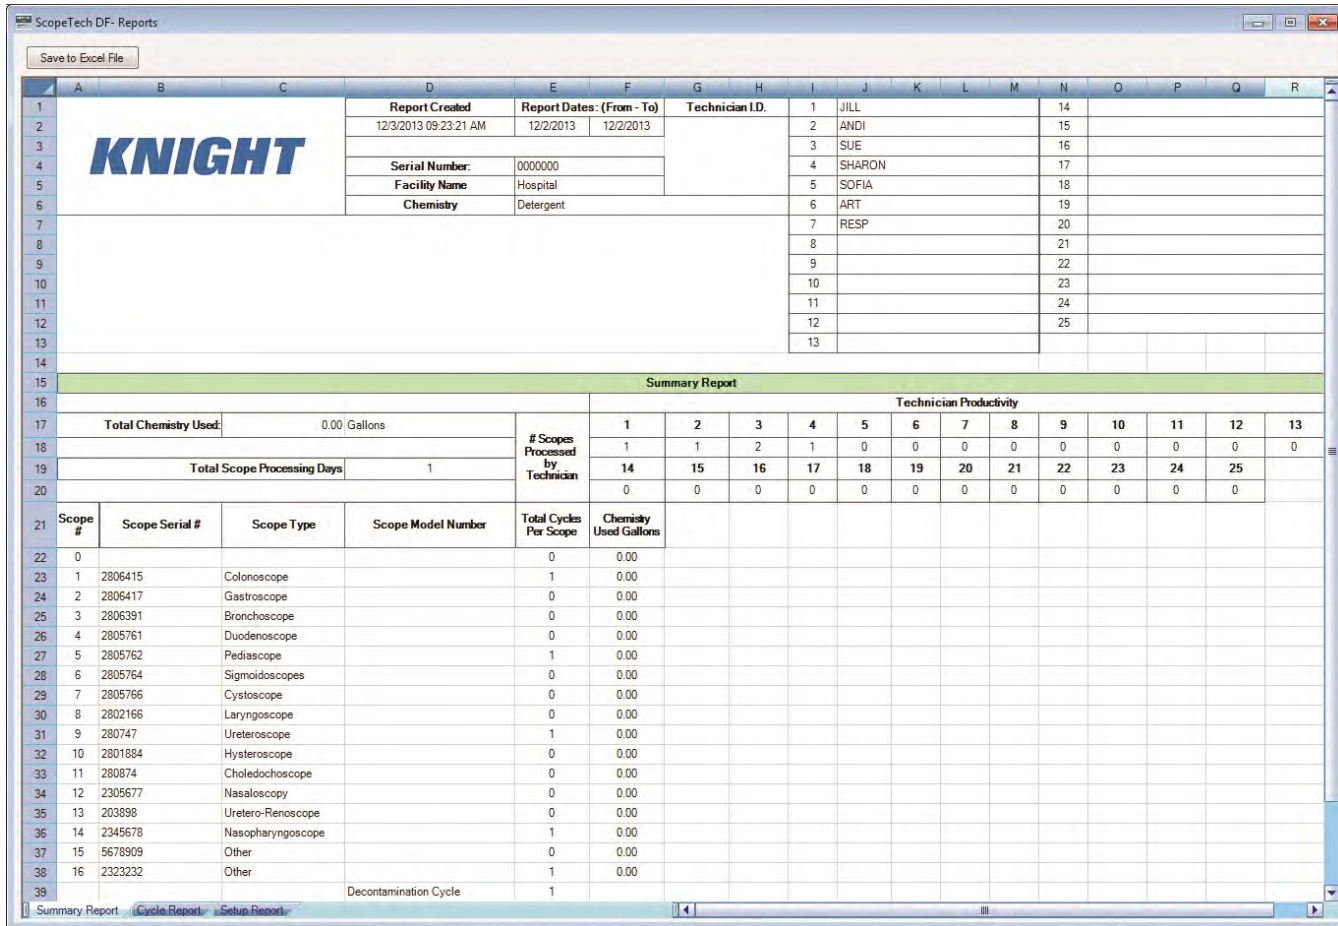 ScopeTech DF- Reports
Save to Excel File
A B C D E F G H I J K L M N O P Q R
1 Report Created Report Dates: (From - To) Technician I.D. 1 JILL 14
2 12/3/2013 09:23:21 AM 12/2/2013 12/2/2013 2 ANDI 15
3 3 SUE 16
KNIGHT
4 Serial Number: 0000000 4 SHARON 17
5 Facility Name Hospital 5 SOFIA 18
6 Chemistry Detergent 6 ART 19
7 7 RESP 20
8 8 21
9 9 22
10 10 23
11 11 24
12 12 25
13 13
14
15 Summary Report
16 Technician Productivity
17 Total Chemistry Used: 0.00 Gallons 1 2 3 4 5 6 7 8 9 10 11 12 13
# Scopes
Processed
by
Technician
18 1 1 2 1 0 0 0 0 0 0 0 0 0
19 Total Scope Processing Days 1 14 15 16 17 18 19 20 21 22 23 24 25
20 0 0 0 0 0 0 0 0 0 0 0 0
21 Scope # Scope Serial # Scope Type Scope Model Number Total Cycles Per Scope Chemistry Used Gallons
22 0 0 0.00
23 1 2806415 Colonoscope 1 0.00
24 2 2806417 Gastroscope 0 0.00
25 3 2806391 Bronchoscope 0 0.00
26 4 2805761 Duodenoscope 0 0.00
27 5 2805762 Pediascope 1 0.00
28 6 2805764 Sigmoidoscopes 0 0.00
29 7 2805766 Cystoscope 0 0.00
30 8 2802166 Laryngoscope 0 0.00
31 9 280747 Ureteroscope 1 0.00
32 10 2801884 Hysteroscope 0 0.00
33 11 280874 Choledochoscope 0 0.00
34 12 2305677 Nasaloscopy 0 0.00
35 13 203898 Uretero-Renoscope 0 0.00
36 14 2345678 Nasopharyngoscope 1 0.00
37 15 5678909 Other 0 0.00
38 16 2323232 Other 1 0.00
39 Decontamination Cycle 1
Summary Report Cycle Report Setup Report